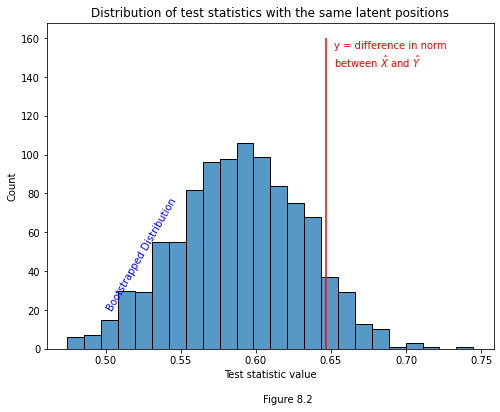 Distribution of test statistics with the same latent positions
160
140
120
100
80
60
40
20
0
Count
y = difference in norm
between X̂ and Ŷ
Bootstrapped Distribution
0.50 0.55 0.60 0.65 0.70 0.75
Test statistic value
Figure 8.2